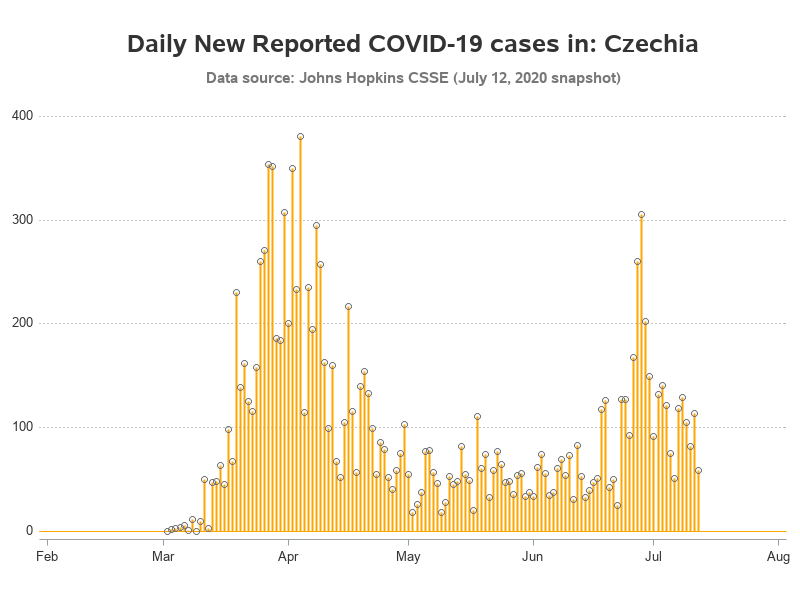 Daily New Reported COVID-19 cases in: Czechia
Data source: Johns Hopkins CSSE (July 12, 2020 snapshot)
400
300
200
100
0
Feb Mar Apr May Jun Jul Aug